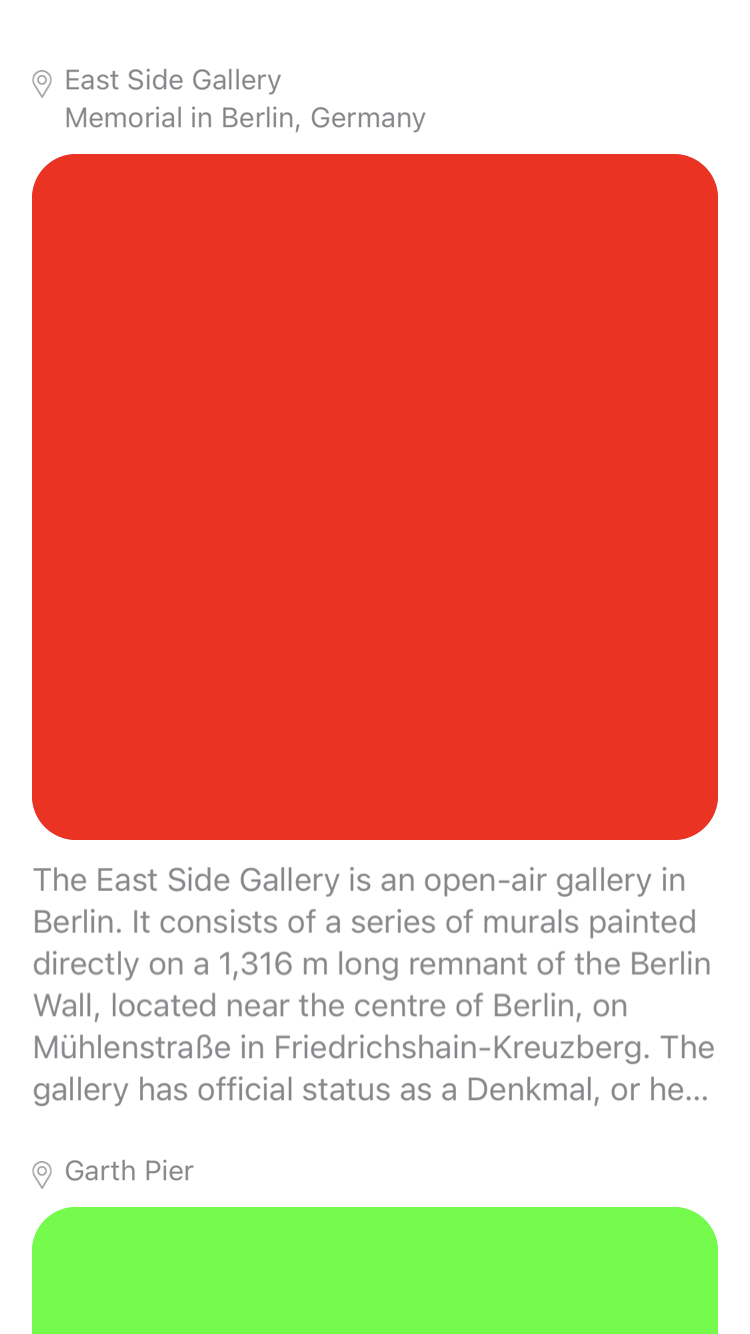 East Side Gallery
Memorial in Berlin, Germany
The East Side Gallery is an open-air gallery in
Berlin. It consists of a series of murals painted
directly on a 1,316 m long remnant of the Berlin
Wall, located near the centre of Berlin, on
Mühlenstraße in Friedrichshain-Kreuzberg. The
gallery has official status as a Denkmal, or he...
Garth Pier